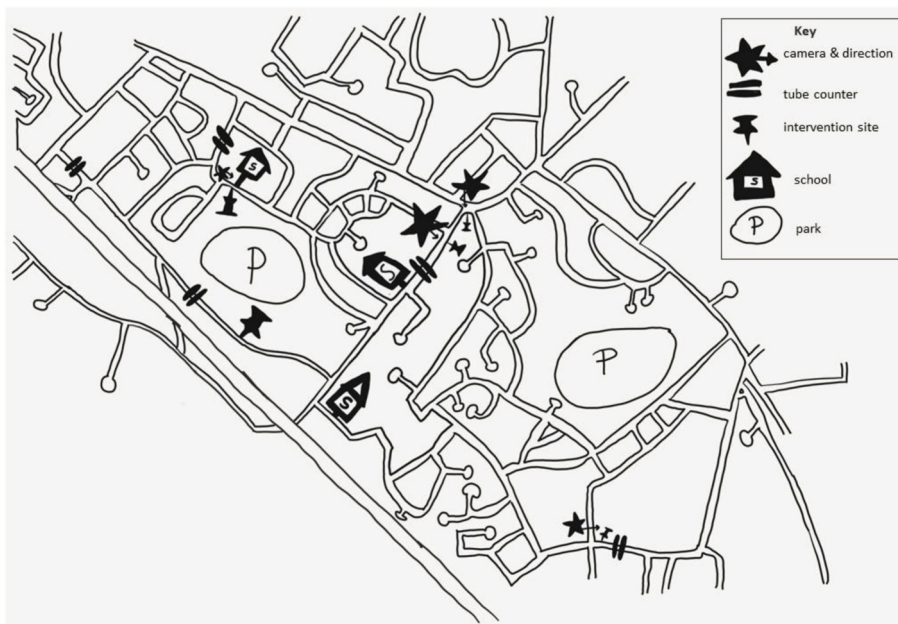 Key
camera & direction
tube counter
intervention site
S
school
P
park
S
P
S
P
S